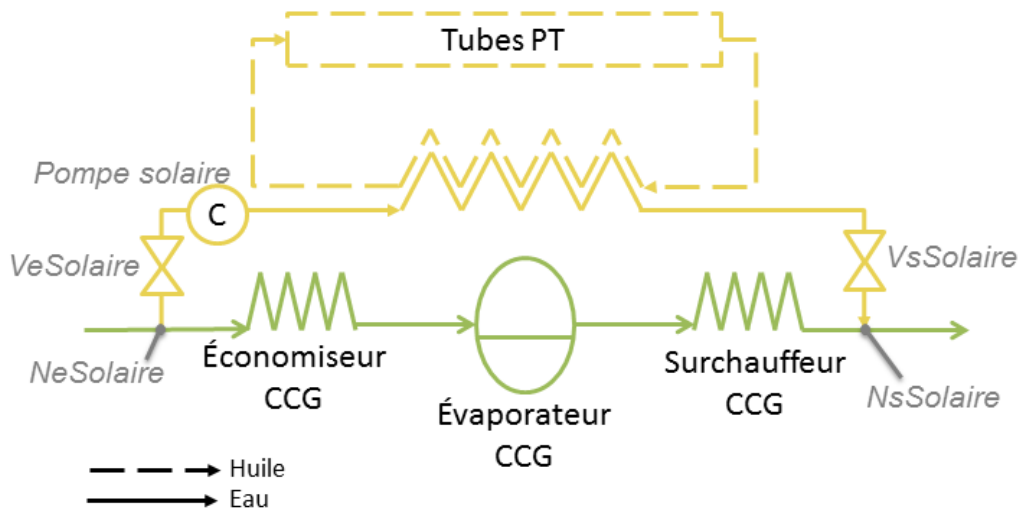 Tubes PT
Pompe solaire
C
VeSolaire
VsSolaire
Économiseur
CCG
Surchauffeur
CCG
NeSolaire
NsSolaire
Évaporateur
CCG
Huile
Eau